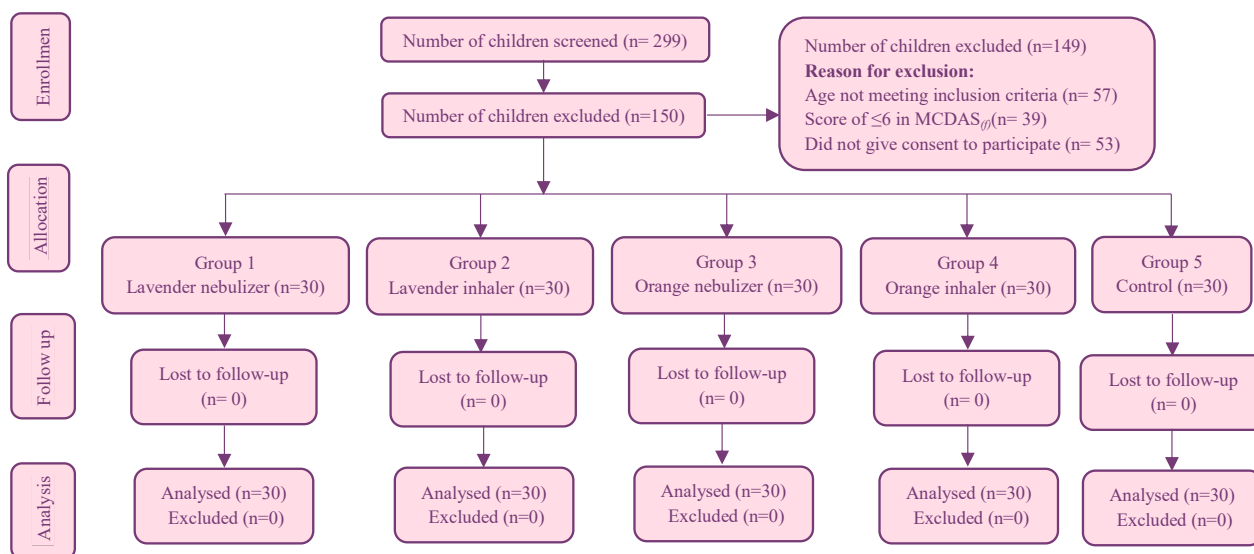 Enrollmen
Number of children screened (n= 299)
Number of children excluded (n=150)
Number of children excluded (n=149)
Reason for exclusion:
Age not meeting inclusion criteria (n= 57)
Score of ≤6 in MCDAS(f)(n= 39)
Did not give consent to participate (n= 53)
Allocation
Group 1
Lavender nebulizer (n=30)
Group 2
Lavender inhaler (n=30)
Group 3
Orange nebulizer (n=30)
Group 4
Orange inhaler (n=30)
Group 5
Control (n=30)
Follow up
Lost to follow-up
(n= 0)
Lost to follow-up
(n= 0)
Lost to follow-up
(n= 0)
Lost to follow-up
(n= 0)
Lost to follow-up
(n= 0)
Analysis
Analysed (n=30)
Excluded (n=0)
Analysed (n=30)
Excluded (n=0)
Analysed (n=30)
Excluded (n=0)
Analysed (n=30)
Excluded (n=0)
Analysed (n=30)
Excluded (n=0)